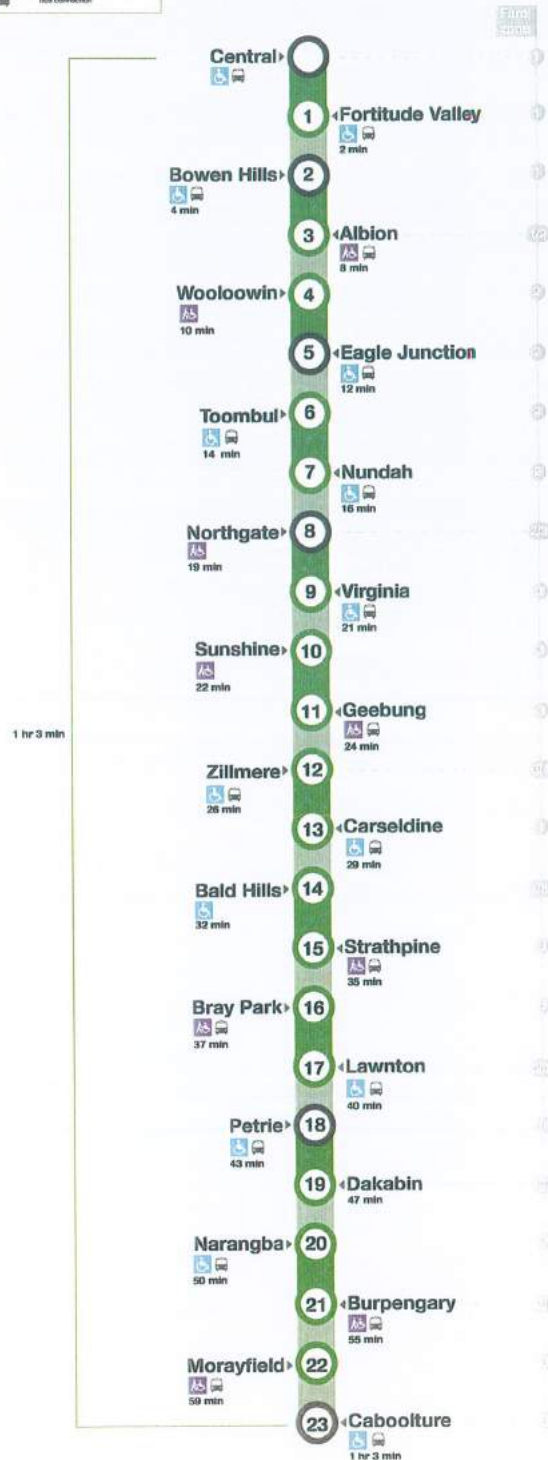 Central
1
Fortitude Valley
2 min
Bowen Hills
2
4 min
3
Albion
8 min
Wooloowin
4
10 min
5
Eagle Junction
12 min
Toombul
6
14 min
7
Nundah
16 min
Northgate
8
19 min
9
Virginia
21 min
Sunshine
10
22 min
11
Geebung
24 min
1 hr 3 min
Zillmere
12
26 min
13
Carseldine
29 min
Bald Hills
14
32 min
15
Strathpine
35 min
Bray Park
16
37 min
17
Lawnton
40 min
Petrie
18
43 min
19
Dakabin
47 min
Narangba
20
50 min
21
Burpengary
55 min
Morayfield
22
59 min
23
Caboolture
1 hr 3 min